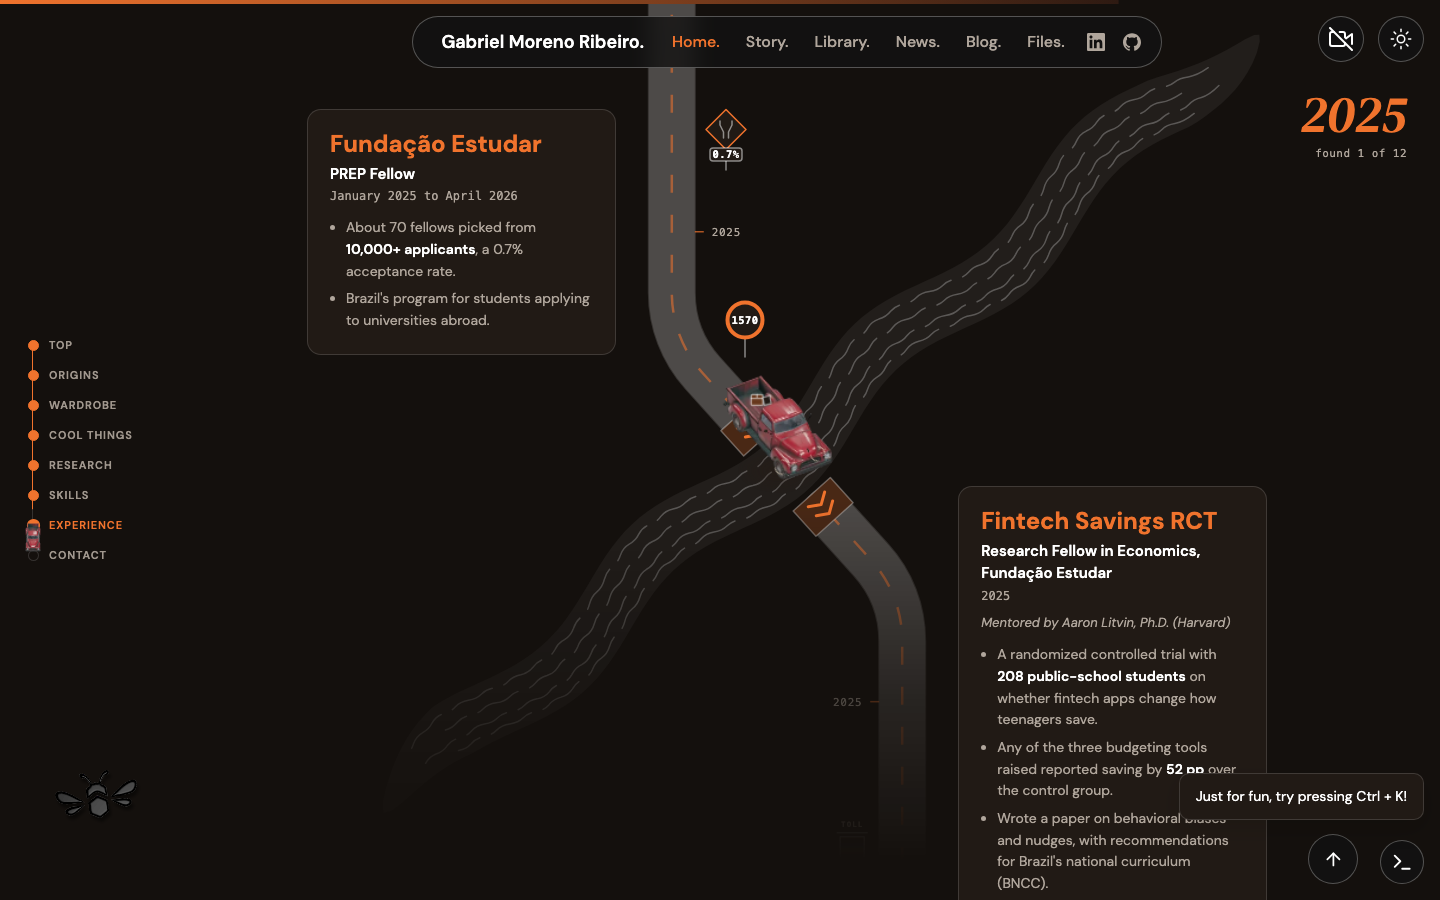 Gabriel Moreno Ribeiro.
Home.
Story.
Library.
News.
Blog.
Files.
2025
found 1 of 12
Fundação Estudar
PREP Fellow
January 2025 to April 2026
About 70 fellows picked from
10,000+ applicants, a 0.7%
acceptance rate.
Brazil's program for students applying
to universities abroad.
0.7%
2025
1570
TOP
ORIGINS
WARDROBE
COOL THINGS
RESEARCH
SKILLS
EXPERIENCE
CONTACT
Fintech Savings RCT
Research Fellow in Economics,
Fundação Estudar
2025
Mentored by Aaron Litvin, Ph.D. (Harvard)
A randomized controlled trial with
208 public-school students on
whether fintech apps change how
teenagers save.
Any of the three budgeting tools
raised reported saving by 52 pp over
the control group.
Wrote a paper on behavioral biases
and nudges, with recommendations
for Brazil's national curriculum
(BNCC).
2025
TOLL
Just for fun, try pressing Ctrl + K!